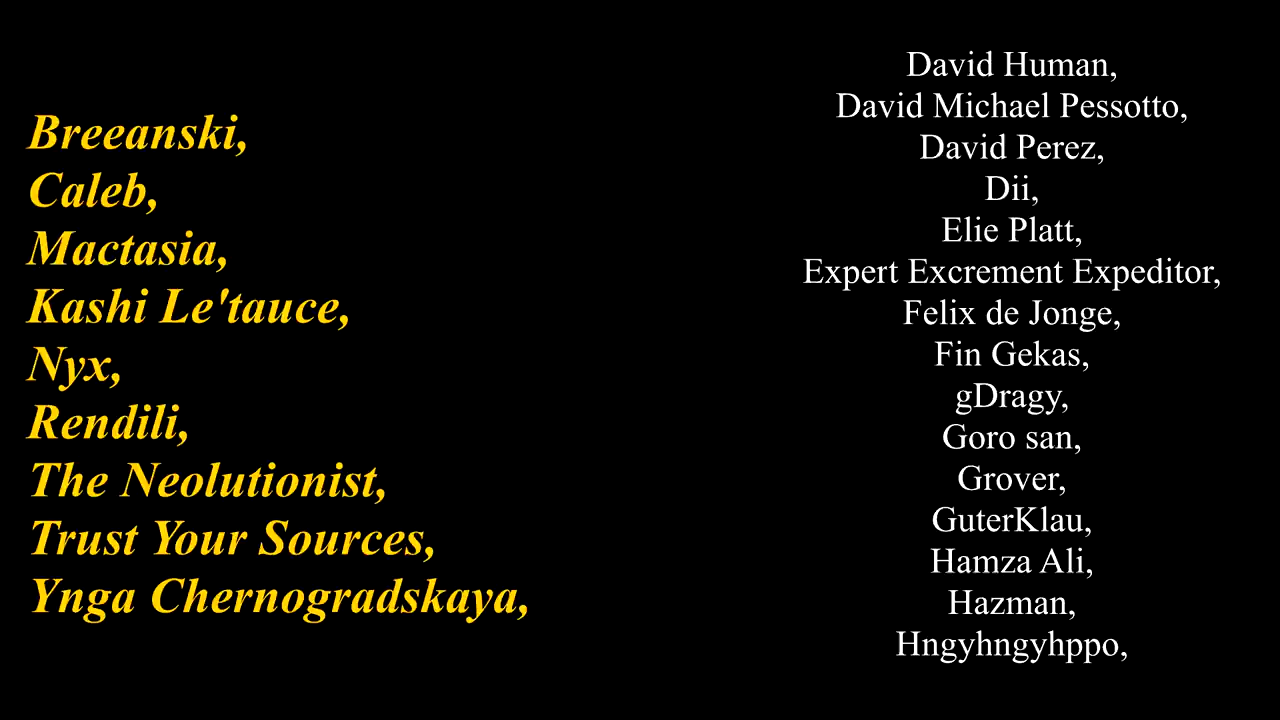 Breeanski,
Caleb,
Mactasia,
Kashi Le'tauce,
Nyx,
Rendili,
The Neolutionist,
Trust Your Sources,
Ynga Chernogradskaya,
David Human,
David Michael Pessotto,
David Perez,
Dii,
Elie Platt,
Expert Excrement Expeditor,
Felix de Jonge,
Fin Gekas,
gDragy,
Goro san,
Grover,
GuterKlau,
Hamza Ali,
Hazman,
Hngyhngyhppo,